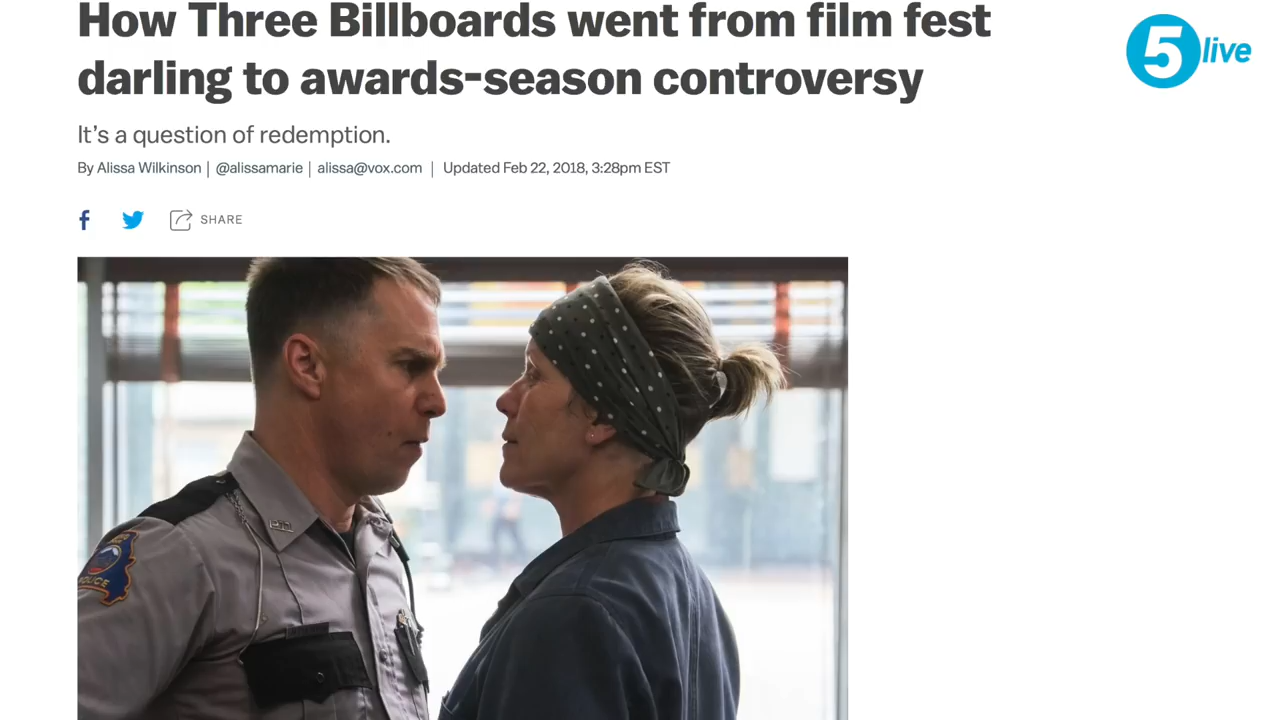 How Three Billboards went from film fest
darling to awards-season controversy
5 live
It's a question of redemption.
By Alissa Wilkinson | @alissamarie | alissa@vox.com | Updated Feb 22, 2018, 3:28pm EST
f SHARE
POLICE